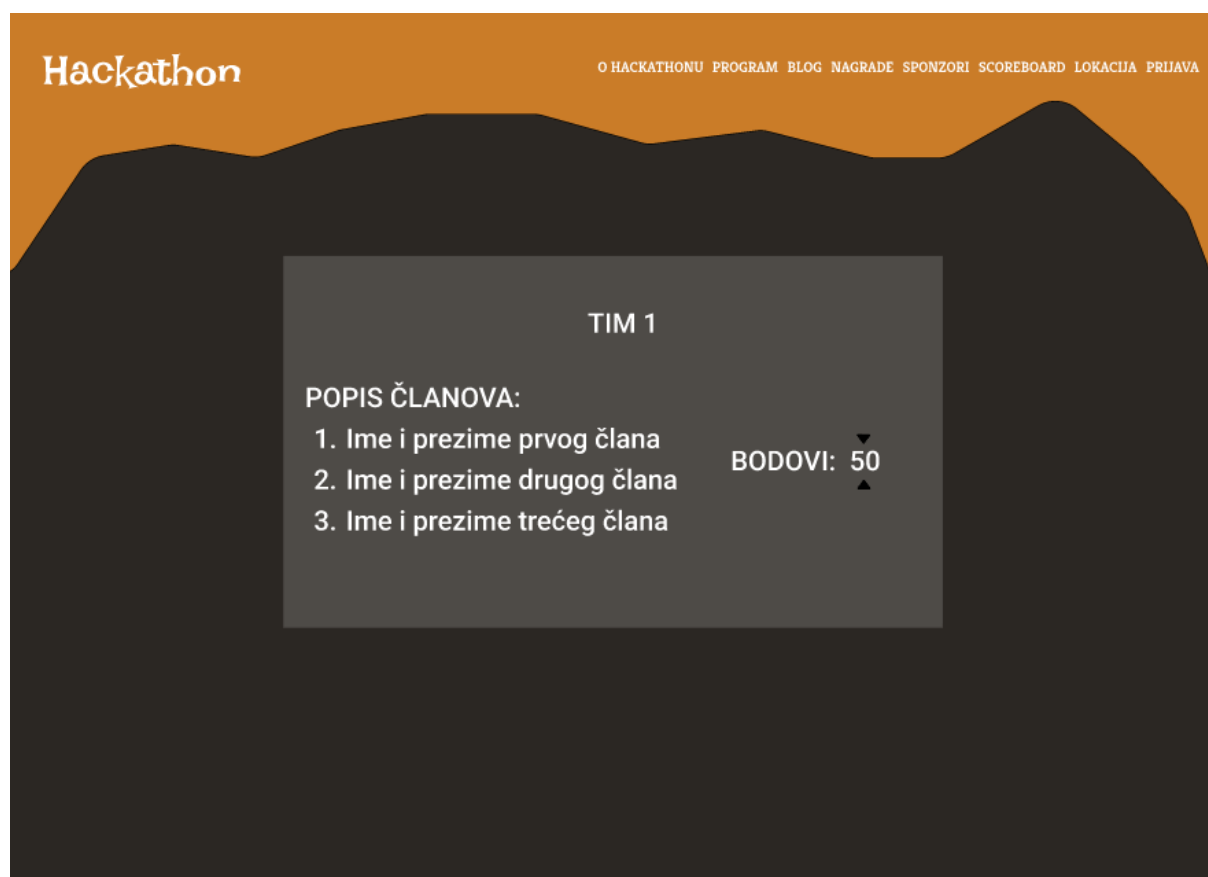 Hackathon
O HACKATHONU PROGRAM BLOG NAGRADE SPONZORI SCOREBOARD LOKACIJA PRIJAVA
TIM 1
POPIS ČLANOVA:
1. Ime i prezime prvog člana
2. Ime i prezime drugog člana
3. Ime i prezime trećeg člana
BODOVI: 50